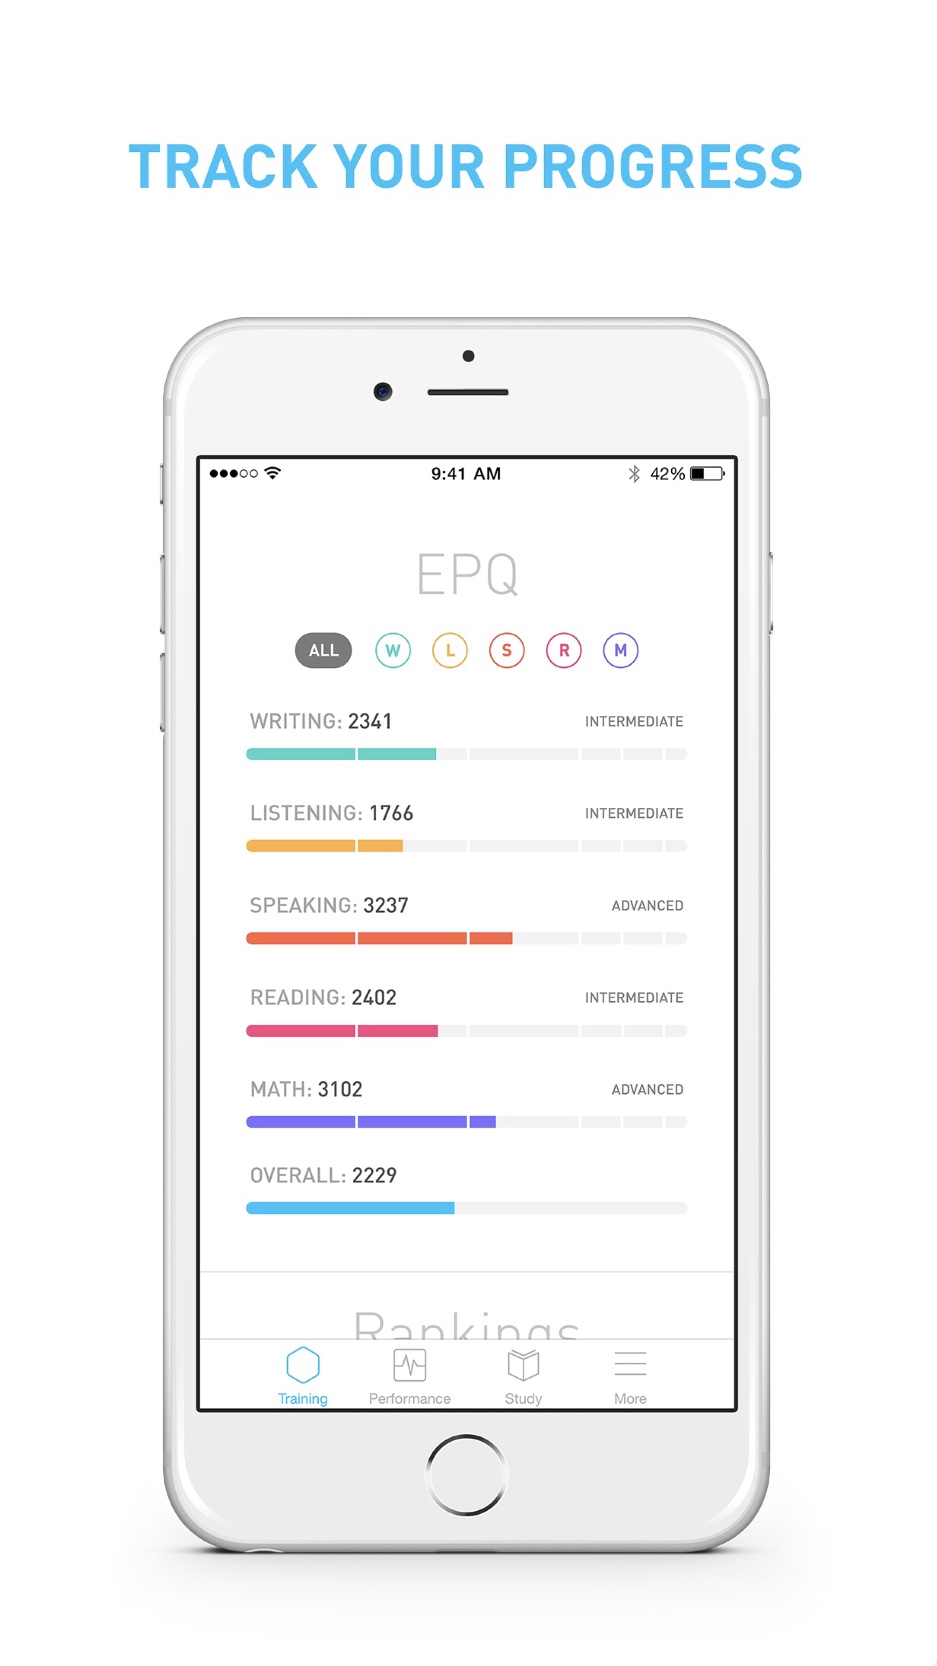 TRACK YOUR PROGRESS
9:41 AM 42%
EPQ
ALL W L S R M
WRITING: 2341 INTERMEDIATE
LISTENING: 1766 INTERMEDIATE
SPEAKING: 3237 ADVANCED
READING: 2402 INTERMEDIATE
MATH: 3102 ADVANCED
OVERALL: 2229
Rankings
Training Performance Study More